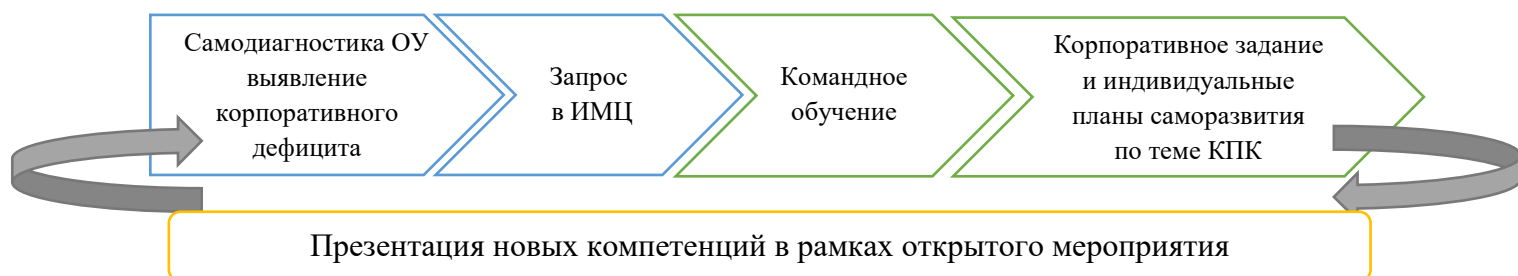 Самодиагностика ОУ
выявление
корпоративного
дефицита
Запрос
в ИМЦ
Командное
обучение
Корпоративное задание
и индивидуальные
планы саморазвития
по теме КПК
Презентация новых компетенций в рамках открытого мероприятия